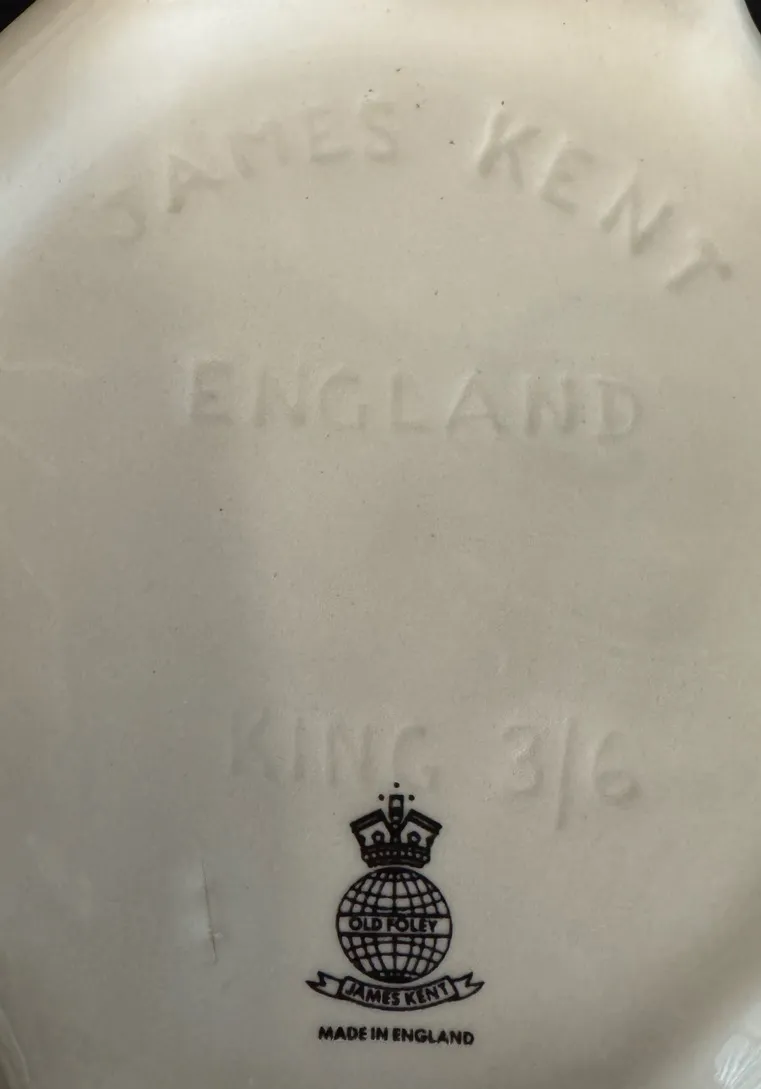 JAMES KENT
ENGLAND
KING 3/6
OLD FOLEY
JAMES KENT
MADE IN ENGLAND